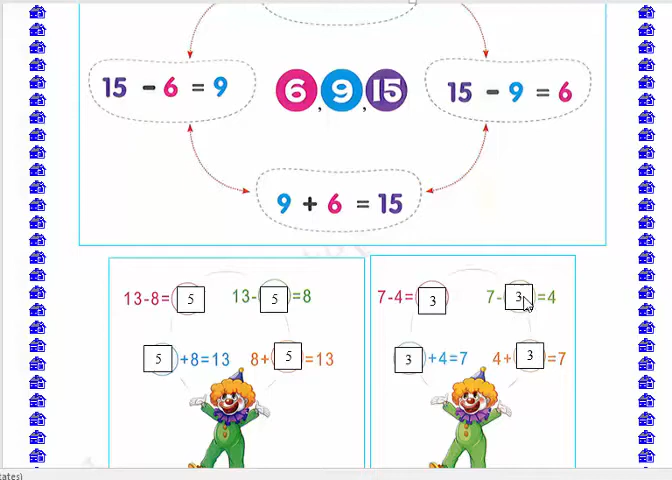 15 - 6 = 9
6, 9, 15
15 - 9 = 6
9 + 6 = 15
13-8= 5
13- 5 =8
5 +8=13
8+ 5 =13
7-4= 3
7- 3 =4
3 +4=7
4+ 3 =7
tates)